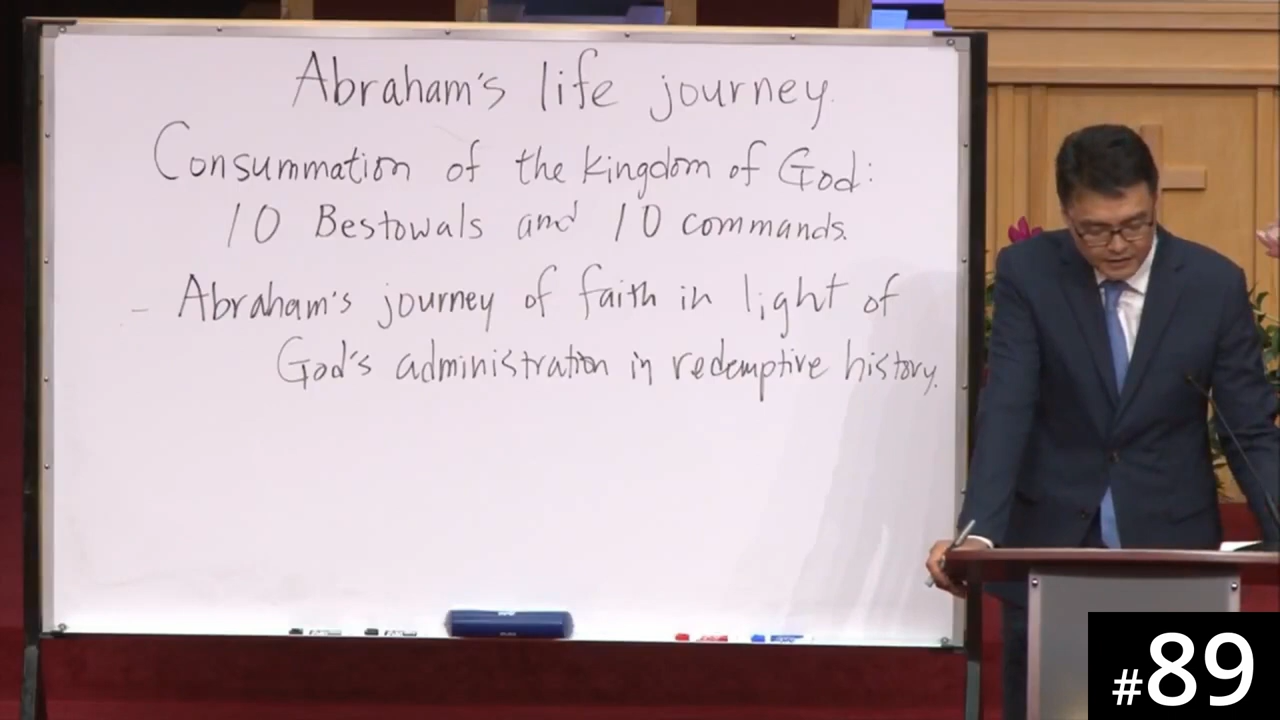 Abraham's life journey.
Consummation of the kingdom of God:
10 Bestowals and 10 commands.
- Abraham's journey of faith in light of
God's administration in redemptive history.
#89